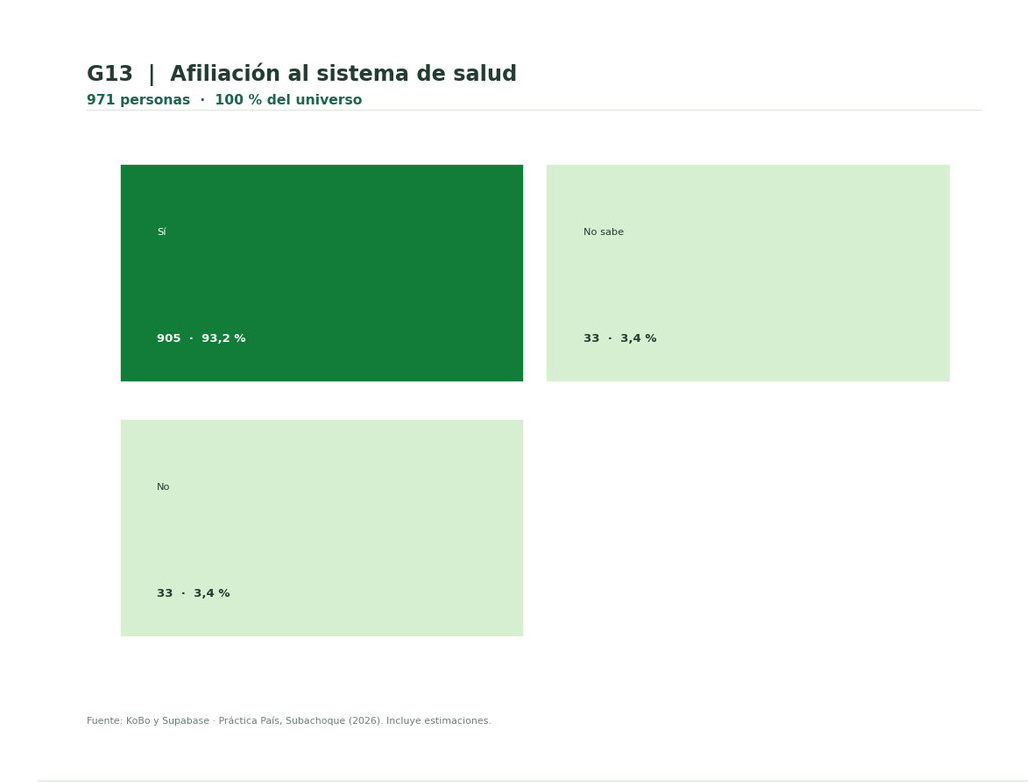 G13  |  Afiliación al sistema de salud
971 personas  ·  100 % del universo
Sí
905  ·  93,2 %
No sabe
33  ·  3,4 %
No
33  ·  3,4 %
Fuente: KoBo y Supabase · Práctica País, Subachoque (2026). Incluye estimaciones.